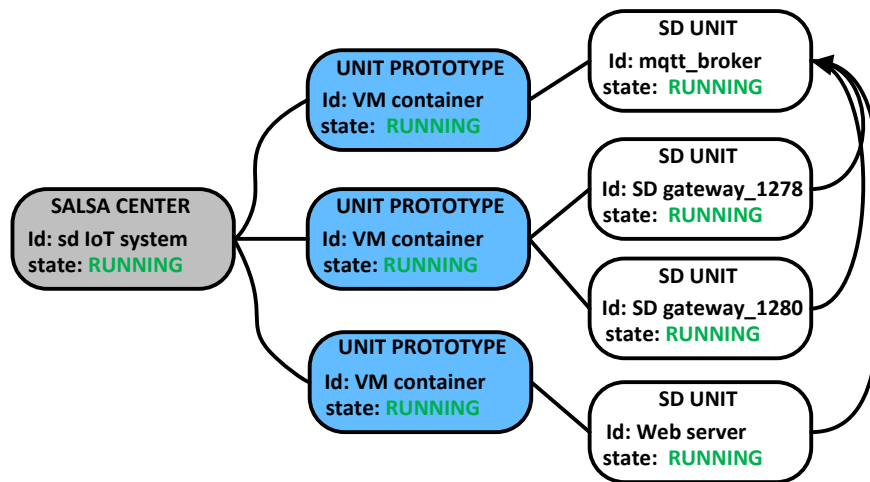 SALSA CENTER
Id: sd IoT system
state: RUNNING
UNIT PROTOTYPE
Id: VM container
state: RUNNING
UNIT PROTOTYPE
Id: VM container
state: RUNNING
UNIT PROTOTYPE
Id: VM container
state: RUNNING
SD UNIT
Id: mqtt_broker
state: RUNNING
SD UNIT
Id: SD gateway_1278
state: RUNNING
SD UNIT
Id: SD gateway_1280
state: RUNNING
SD UNIT
Id: Web server
state: RUNNING